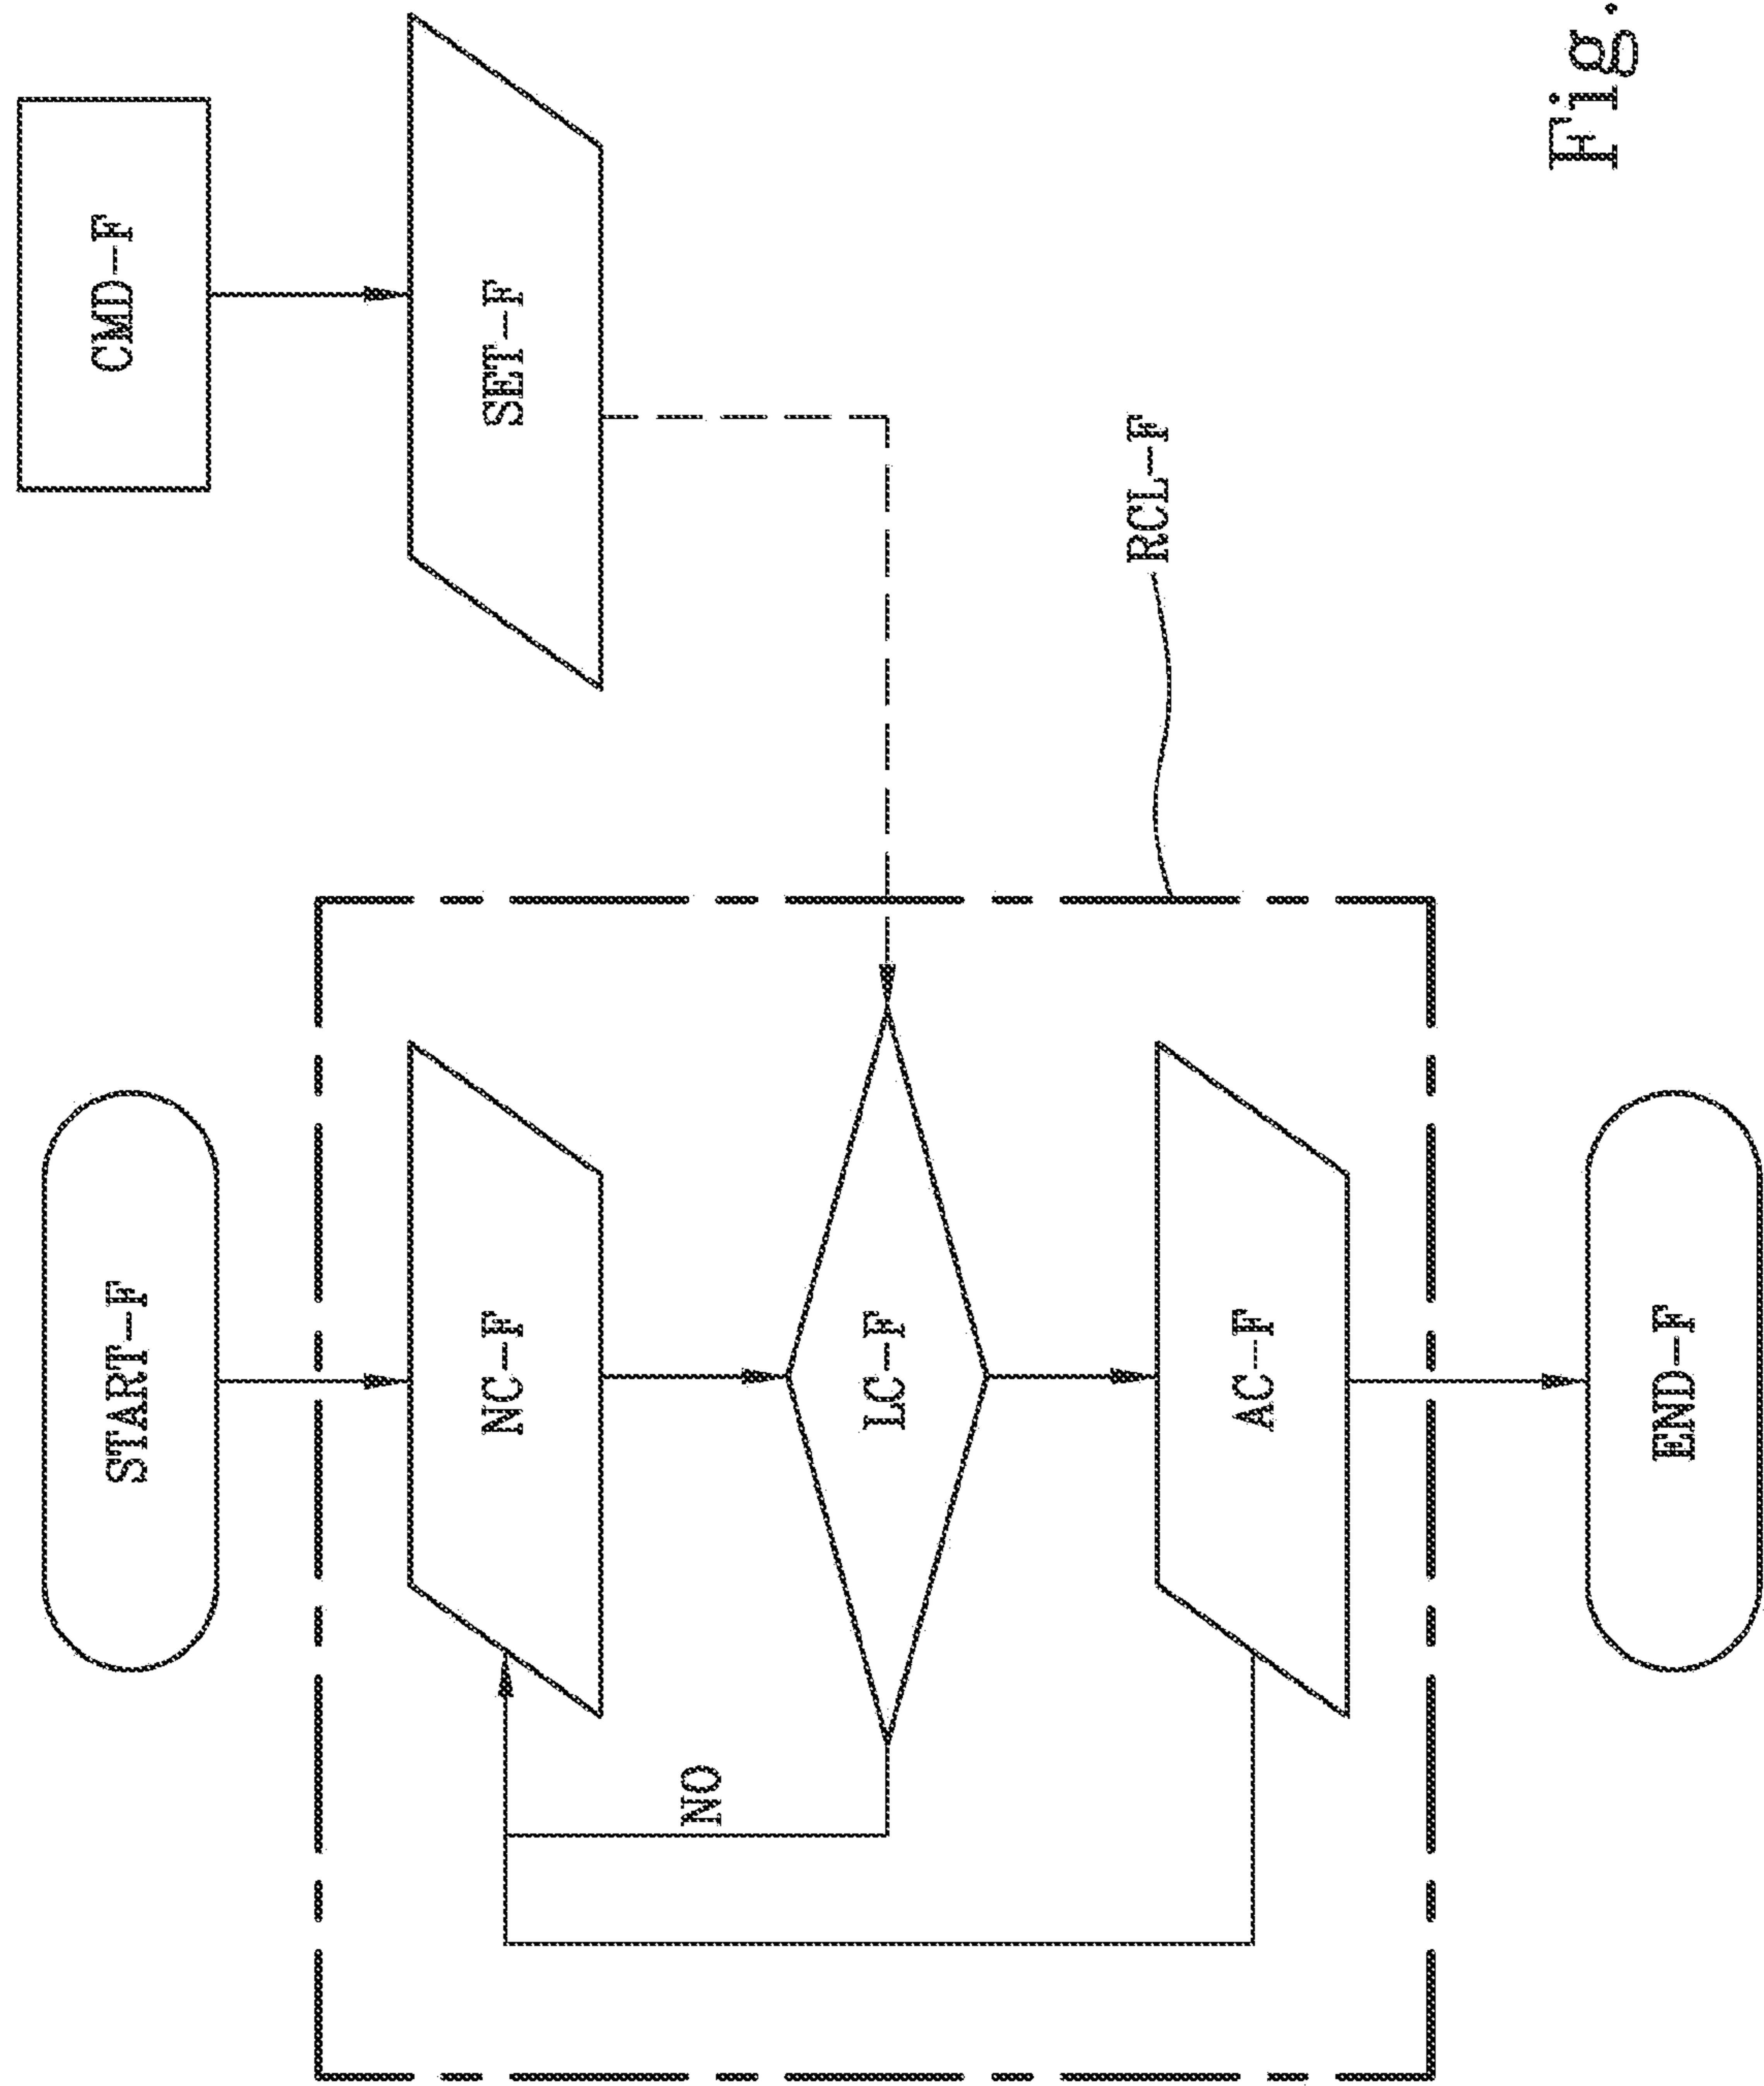 CMD-F
SET-F
RCL-F
START-F
NC-F
LC-F
AC-F
END-F
NO
Fig.